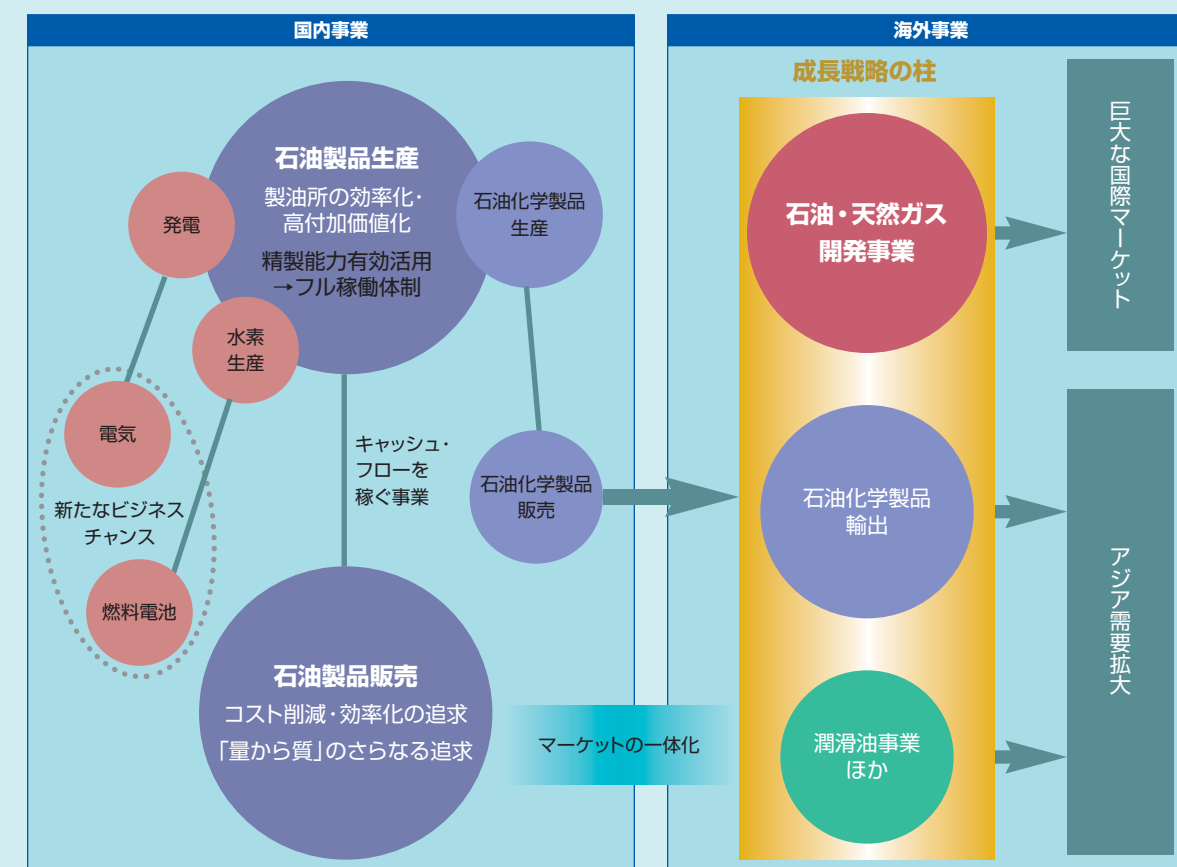 国内事業
石油製品生産
製油所の効率化・
高付加価値化
精製能力有効活用
→フル稼働体制
発電
石油化学製品
生産
水素
生産
電気
新たなビジネス
チャンス
燃料電池
キャッシュ・
フローを
稼ぐ事業
石油化学製品
販売
石油製品販売
コスト削減・効率化の追求
「量から質」のさらなる追求
マーケットの一体化
海外事業
成長戦略の柱
石油・天然ガス
開発事業
石油化学製品
輸出
潤滑油事業
ほか
巨大な国際マーケット
アジア需要拡大